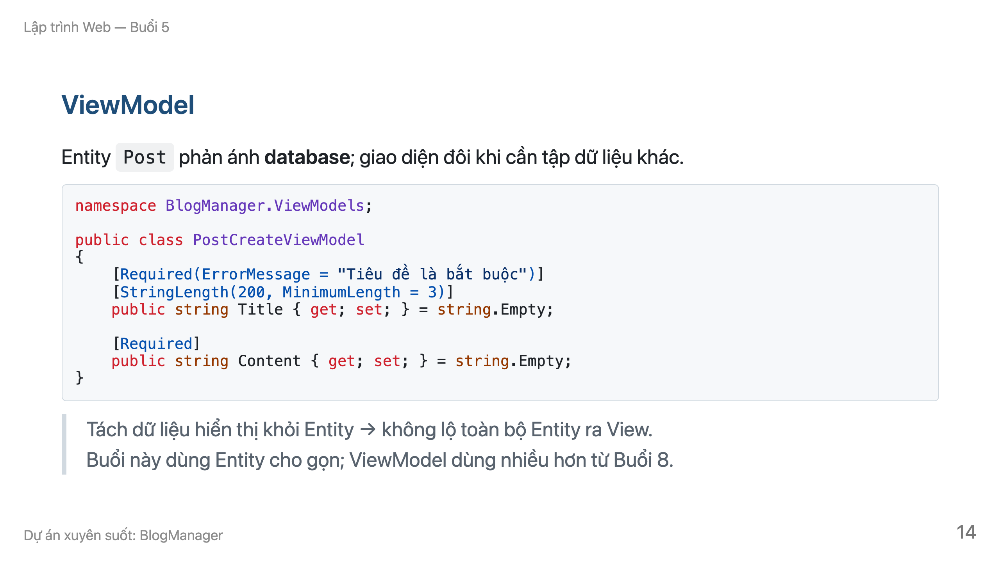 Lập trình Web — Buổi 5
ViewModel
Entity Post phản ánh database; giao diện đôi khi cần tập dữ liệu khác.
namespace BlogManager.ViewModels;
public class PostCreateViewModel
{
    [Required(ErrorMessage = "Tiêu đề là bắt buộc")]
    [StringLength(200, MinimumLength = 3)]
    public string Title { get; set; } = string.Empty;
    [Required]
    public string Content { get; set; } = string.Empty;
}
Tách dữ liệu hiển thị khỏi Entity → không lộ toàn bộ Entity ra View.
Buổi này dùng Entity cho gọn; ViewModel dùng nhiều hơn từ Buổi 8.
Dự án xuyên suốt: BlogManager
14